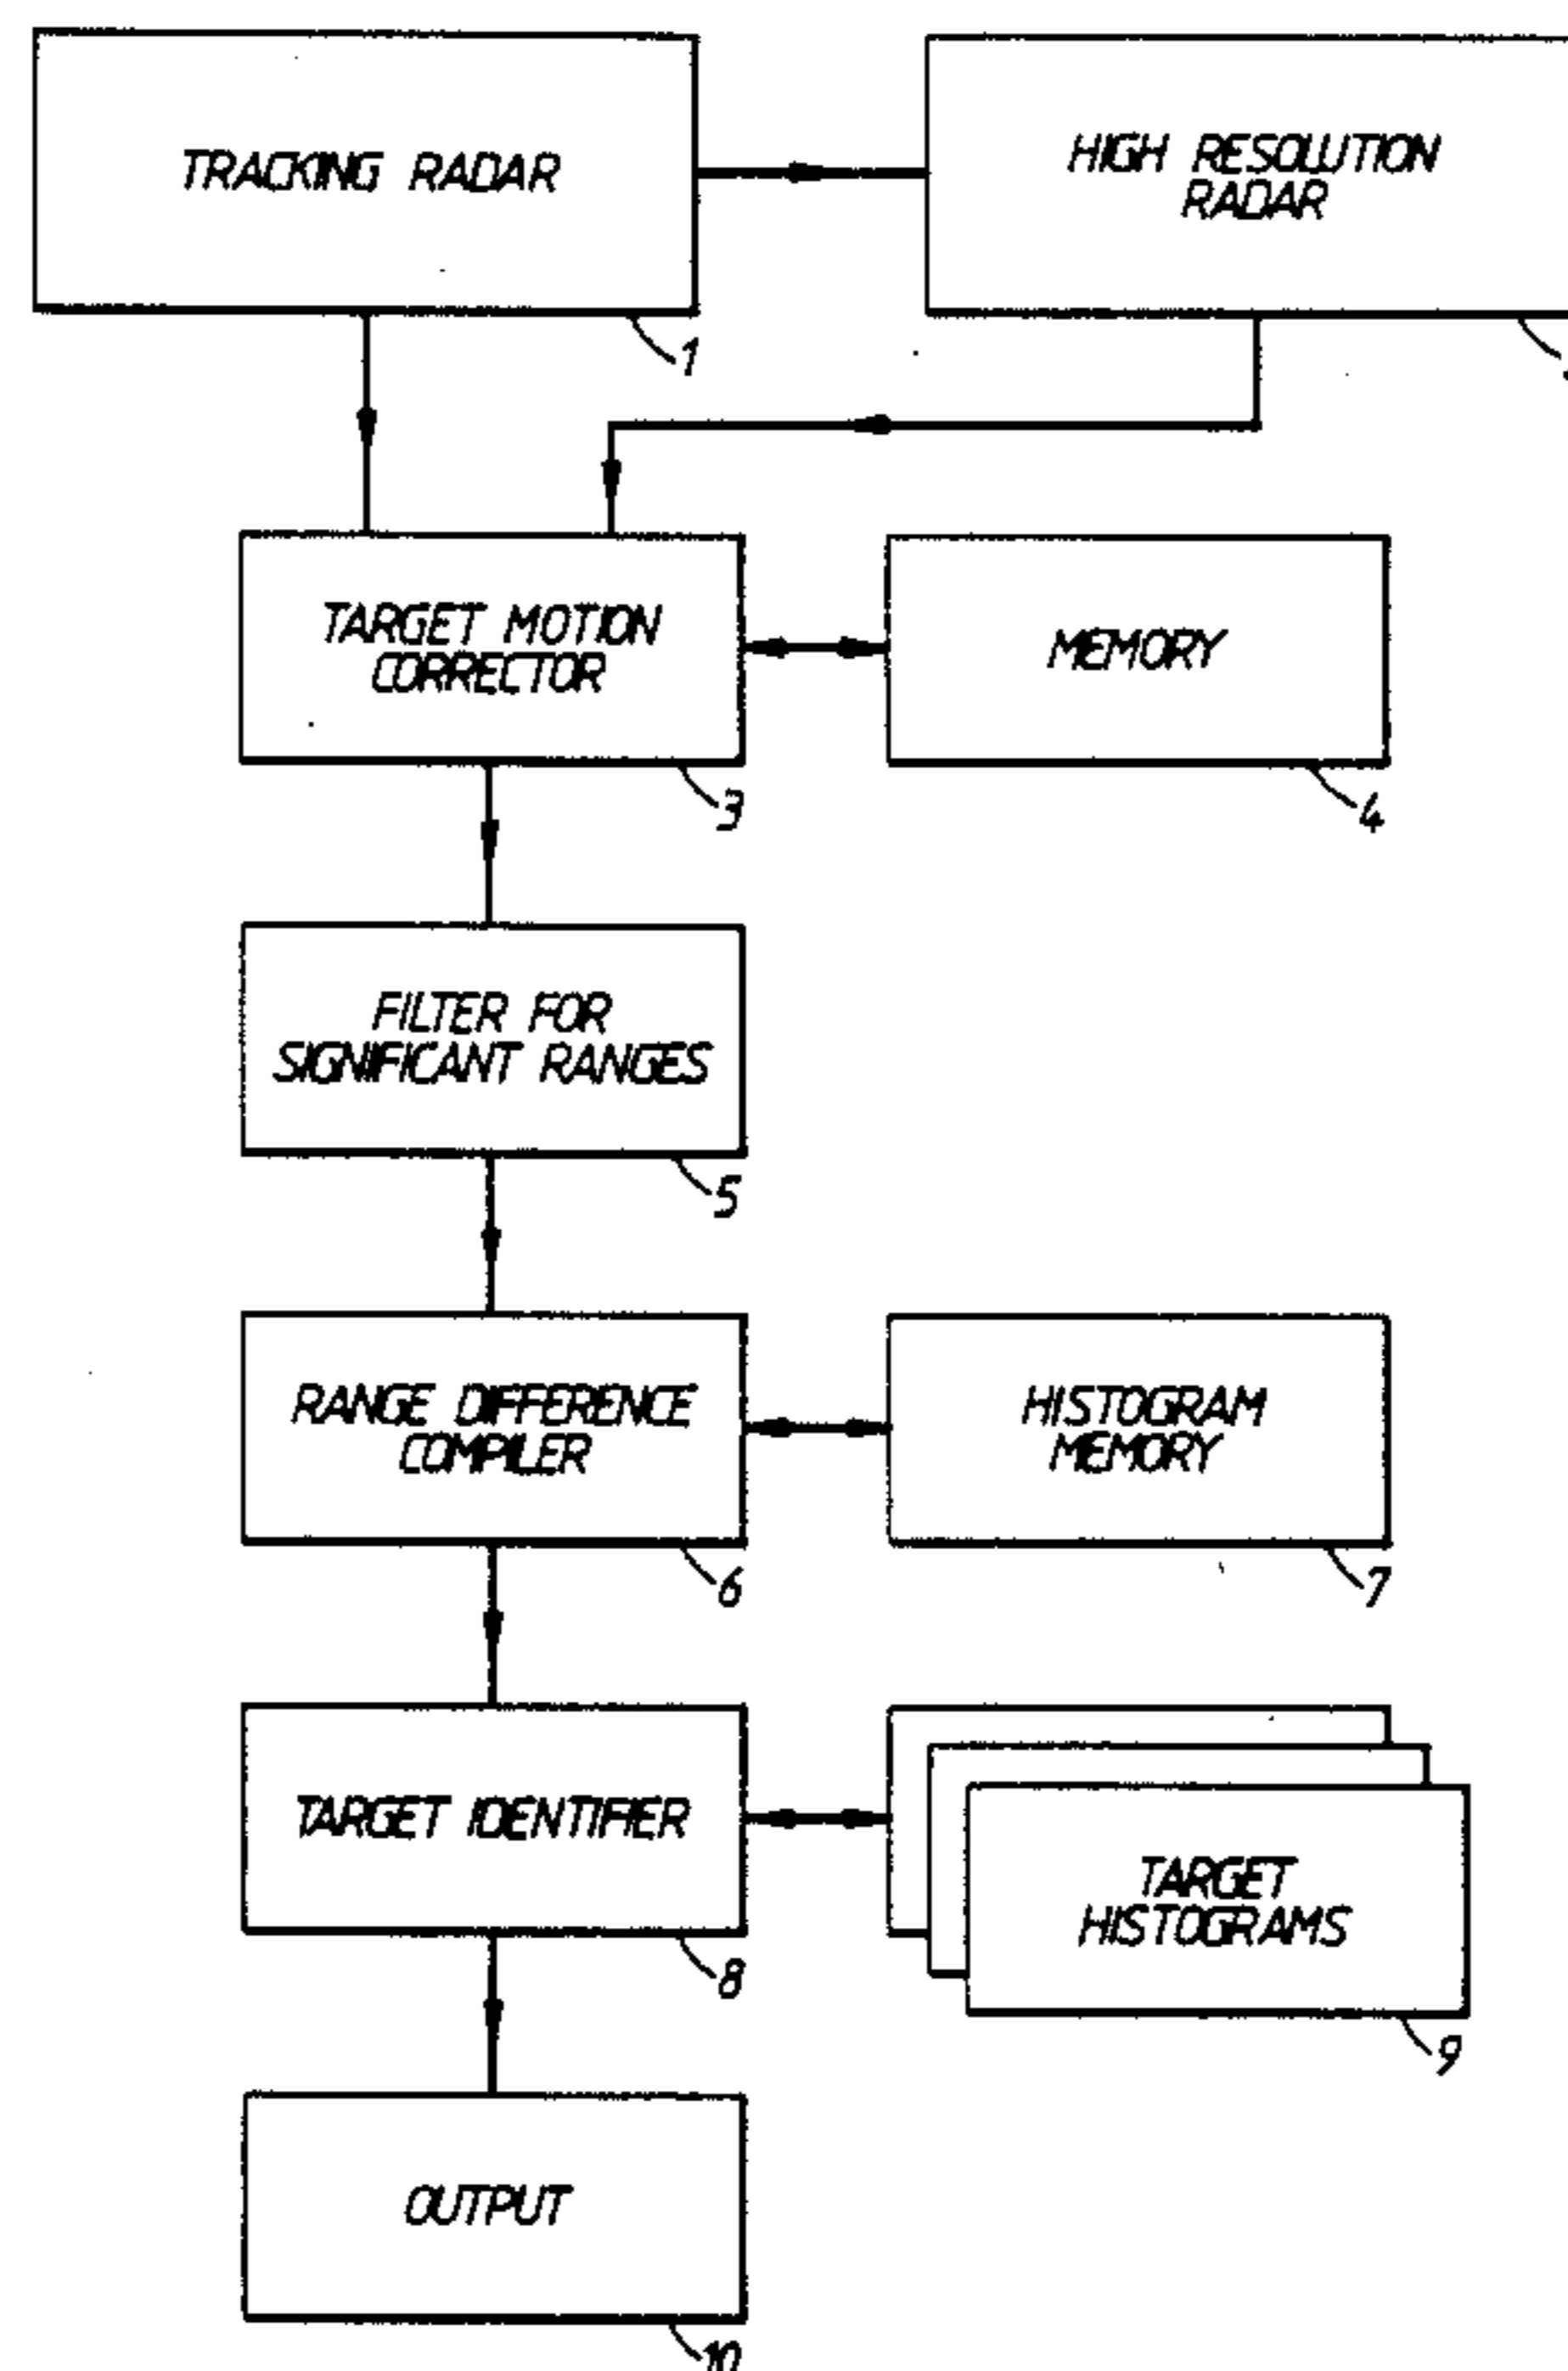 TRACKING RADAR
HIGH RESOLUTION
RADAR
1
TARGET MOTION
CORRECTOR
MEMORY
3
4
FILTER FOR
SIGNIFICANT RANGES
5
RANGE DIFFERENCE
COMPILER
HISTOGRAM
MEMORY
6
7
TARGET IDENTIFIER
TARGET
HISTOGRAMS
8
9
OUTPUT
10